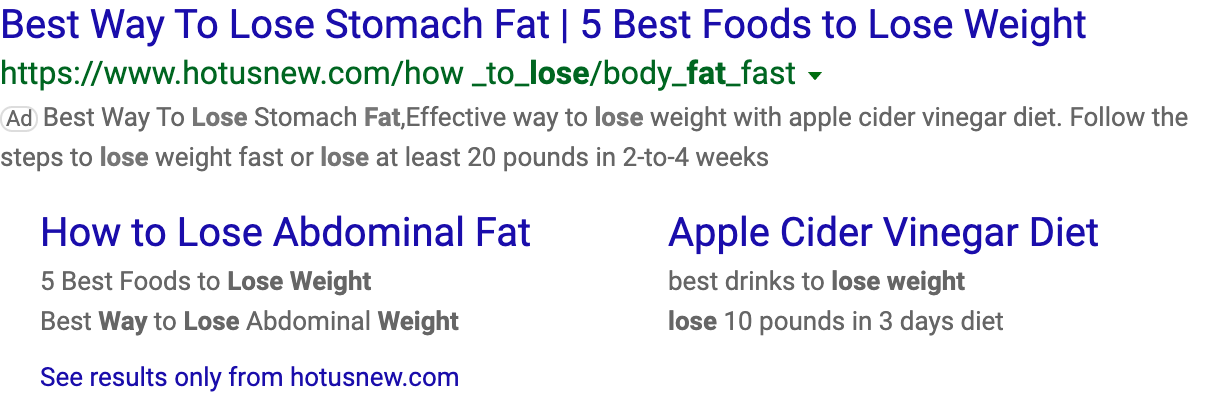 Best Way To Lose Stomach Fat | 5 Best Foods to Lose Weight
https://www.hotusnew.com/how _to_lose/body_fat_fast
Ad Best Way To Lose Stomach Fat,Effective way to lose weight with apple cider vinegar diet. Follow the
steps to lose weight fast or lose at least 20 pounds in 2-to-4 weeks
How to Lose Abdominal Fat
5 Best Foods to Lose Weight
Best Way to Lose Abdominal Weight
Apple Cider Vinegar Diet
best drinks to lose weight
lose 10 pounds in 3 days diet
See results only from hotusnew.com